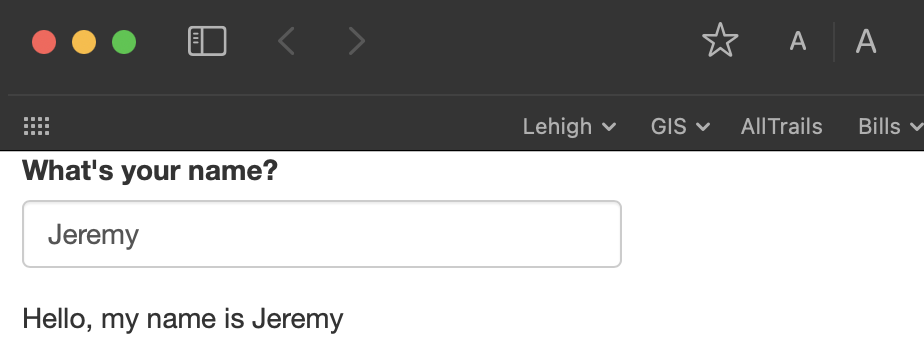 A A
Lehigh GIS AllTrails Bills
What's your name?
Jeremy
Hello, my name is Jeremy